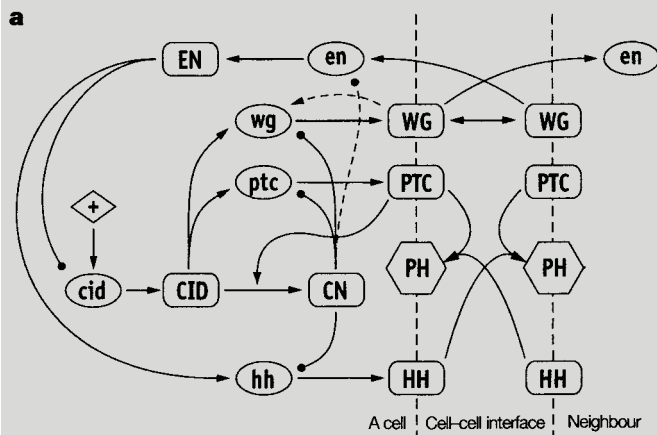 a
EN en en
wg WG WG
ptc PTC PTC
+
PH PH
cid CID CN
hh HH HH
A cell Cell–cell interface Neighbour